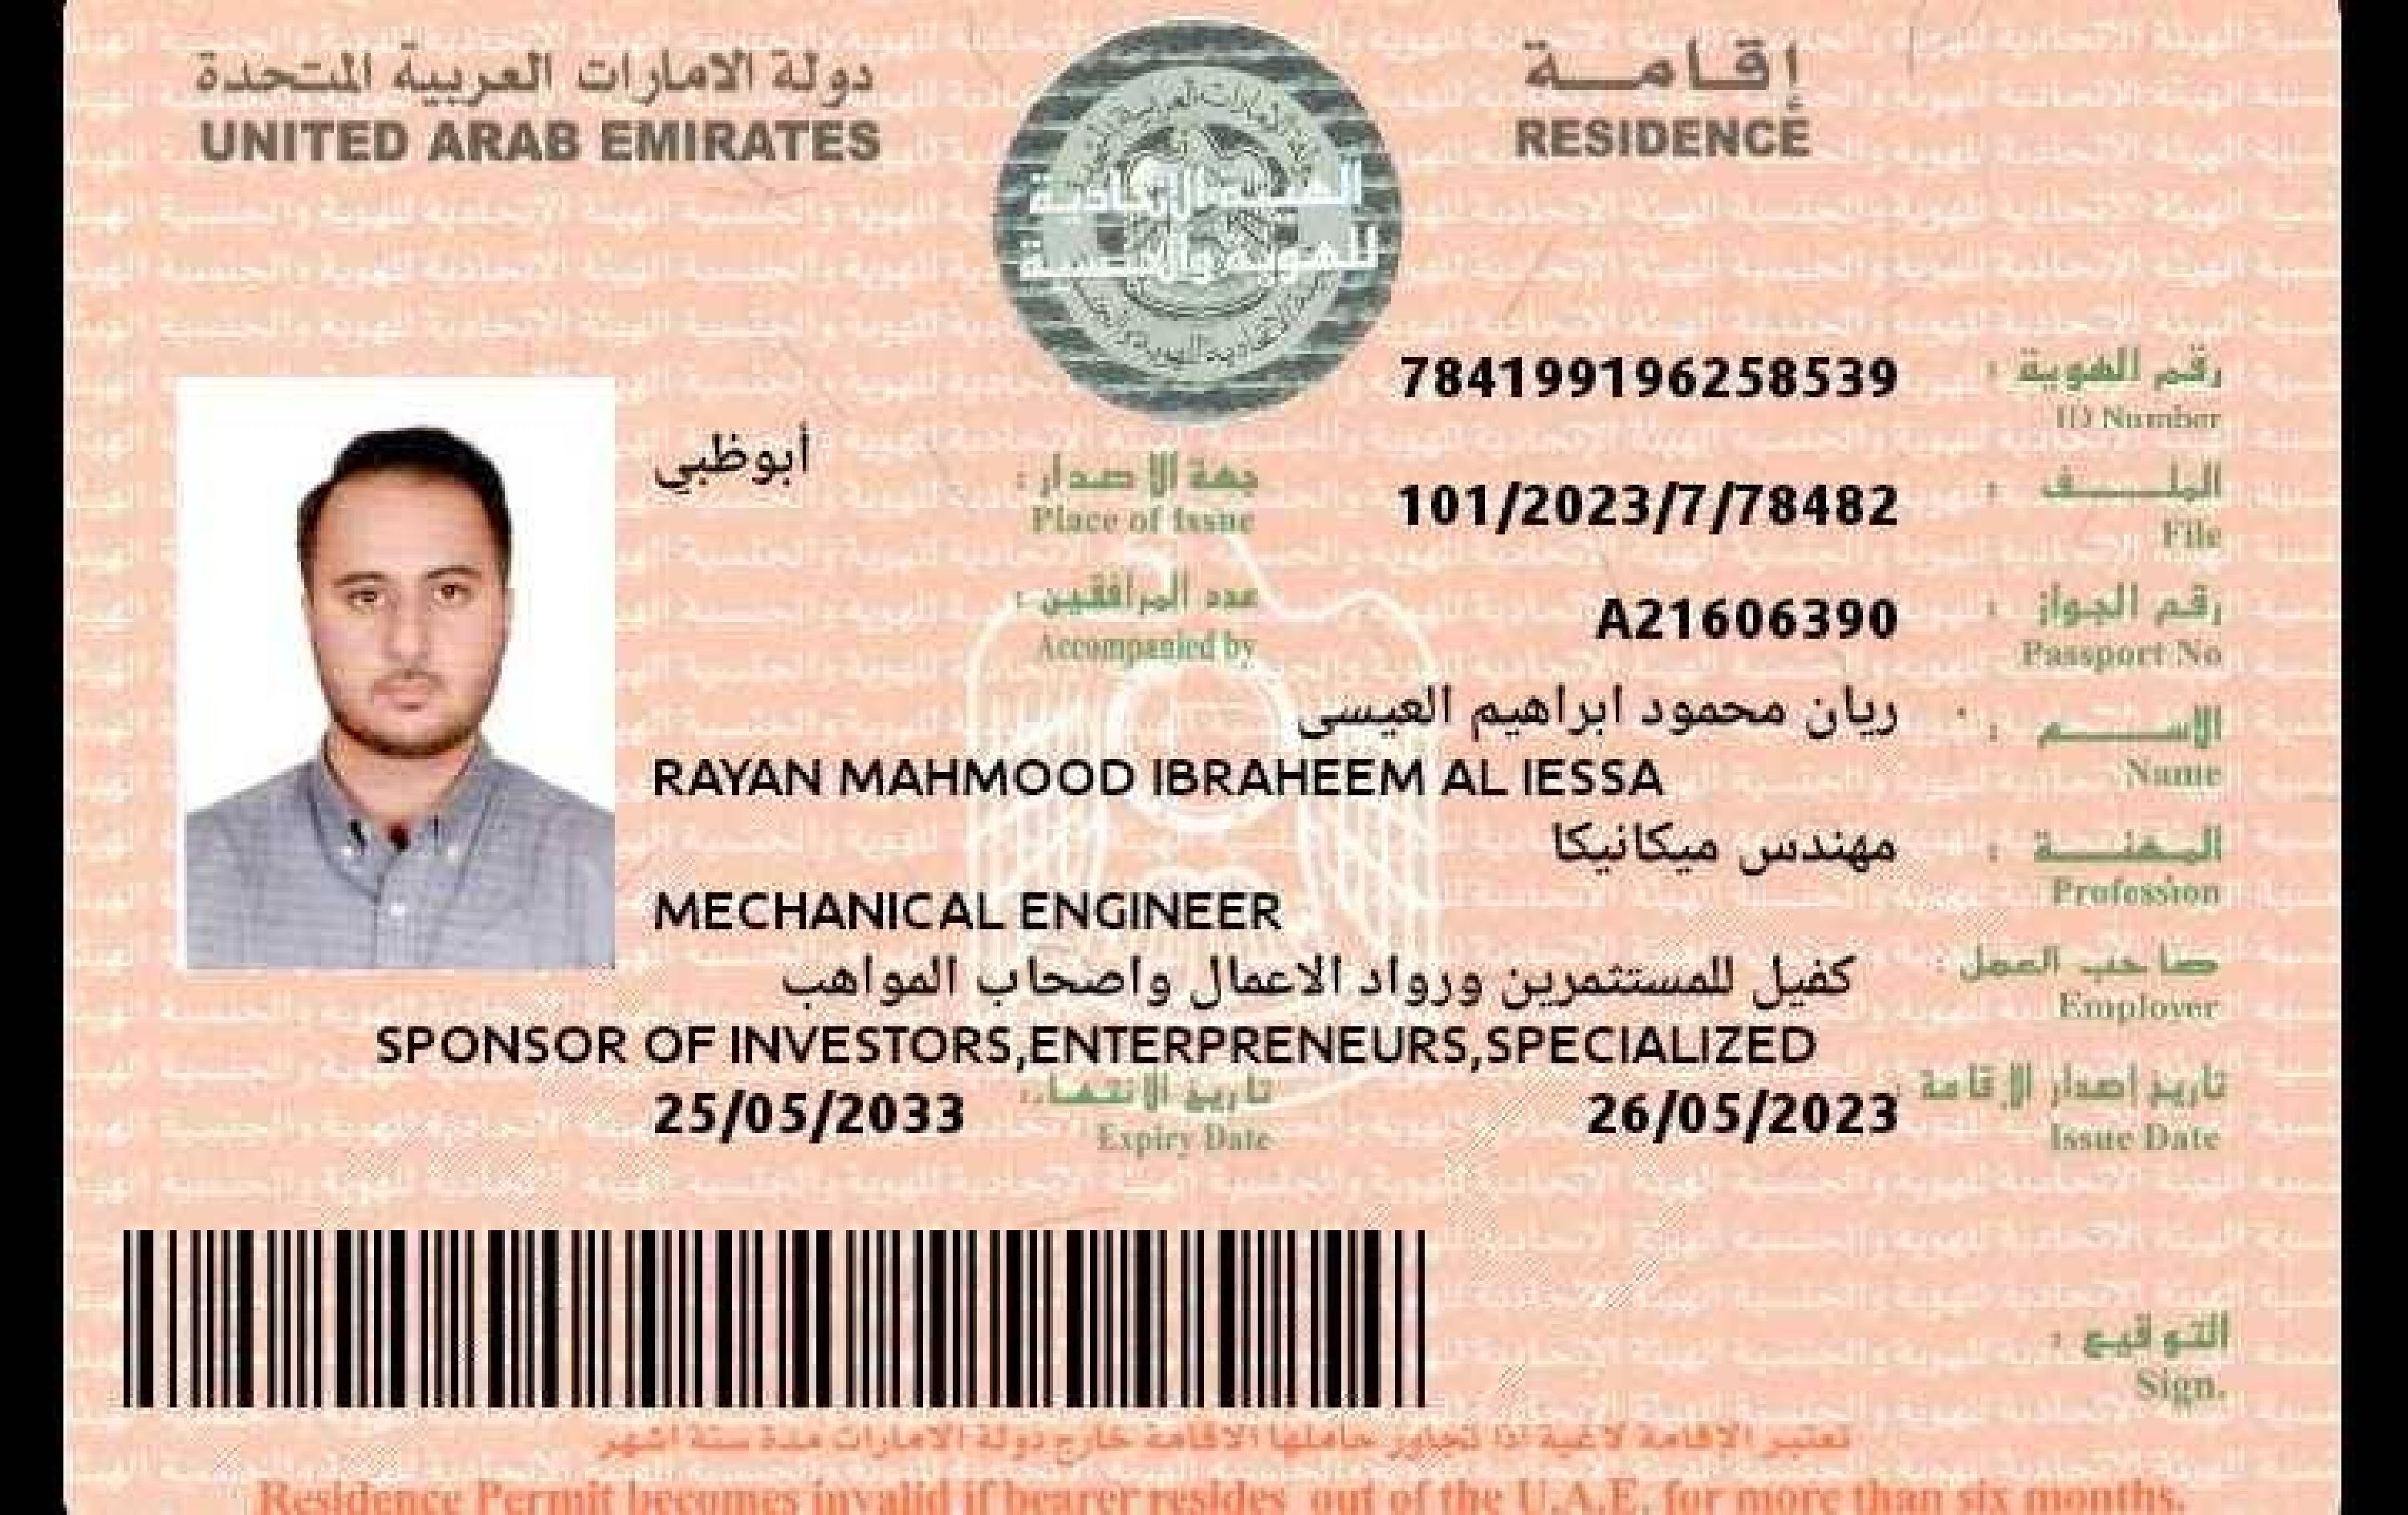 دولة الامارات العربية المتحدة
UNITED ARAB EMIRATES
إقامة
RESIDENCE
الهيئة الاتحادية
للهوية والجنسية
رقم الهوية :
ID Number
784199196258539
الملف :
File
101/2023/7/78482
جهة الاصدار :
Place of Issue
أبوظبي
رقم الجواز :
Passport No
A21606390
عدد المرافقين :
Accompanied by
الاسم :
Name
ريان محمود ابراهيم العيسى
RAYAN MAHMOOD IBRAHEEM AL IESSA
المهنة :
Profession
مهندس ميكانيكا
MECHANICAL ENGINEER
صاحب العمل :
Employer
كفيل للمستثمرين ورواد الاعمال واصحاب المواهب
SPONSOR OF INVESTORS,ENTERPRENEURS,SPECIALIZED
تاريخ إصدار الإقامة
Issue Date
26/05/2023
تاريخ الانتهاء :
Expiry Date
25/05/2033
التوقيع :
Sign.
تعتبر الإقامة لاغية اذا تجاوز حاملها الاقامة خارج دولة الامارات مدة ستة اشهر
Residence Permit becomes invalid if bearer resides out of the U.A.E. for more than six months.